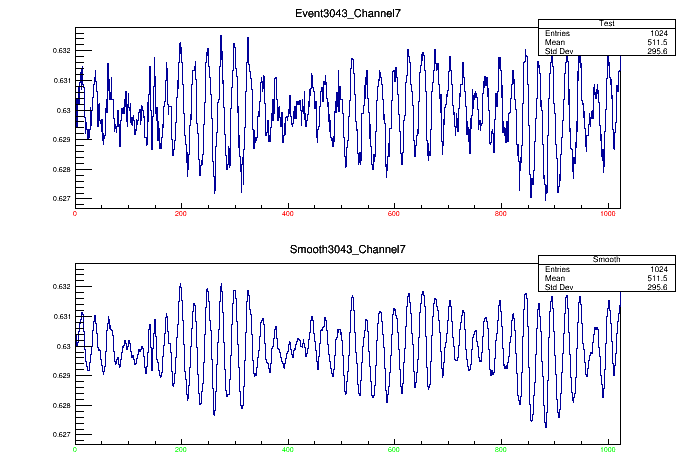 Event3043_Channel7
Test
Entries 1024
Mean 511.5
Std Dev 295.6
0.632
0.631
0.63
0.629
0.628
0.627
0 200 400 600 800 1000
Smooth3043_Channel7
Smooth
Entries 1024
Mean 511.5
Std Dev 295.6
0.632
0.631
0.63
0.629
0.628
0.627
0 200 400 600 800 1000